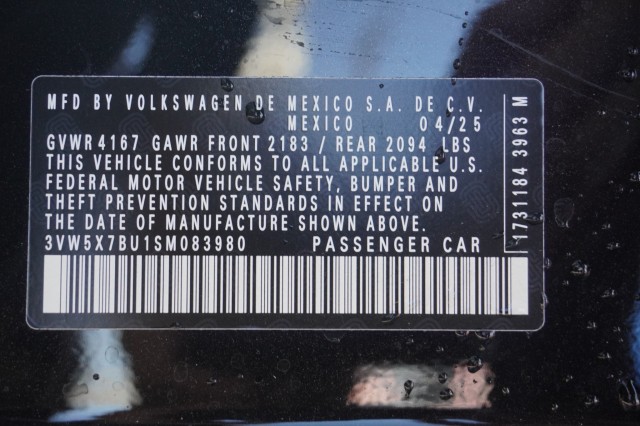 MFD BY VOLKSWAGEN DE MEXICO S.A. DE C.V.
MEXICO 04/25
GVWR 4167 GAWR FRONT 2183 / REAR 2094 LBS
THIS VEHICLE CONFORMS TO ALL APPLICABLE U.S.
FEDERAL MOTOR VEHICLE SAFETY, BUMPER AND
THEFT PREVENTION STANDARDS IN EFFECT ON
THE DATE OF MANUFACTURE SHOWN ABOVE.
3VW5X7BU1SM083980 PASSENGER CAR
1731184 3963 M